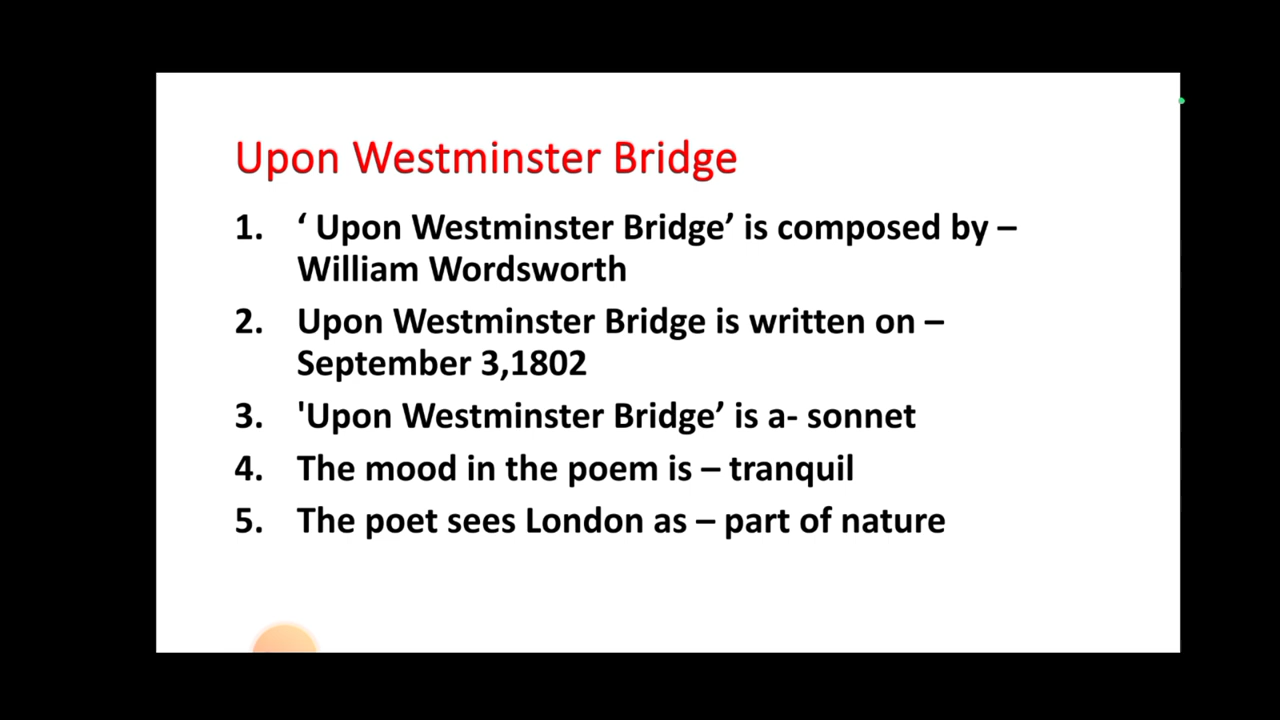 Upon Westminster Bridge
1. ‘ Upon Westminster Bridge’ is composed by –
William Wordsworth
2. Upon Westminster Bridge is written on –
September 3,1802
3. 'Upon Westminster Bridge’ is a- sonnet
4. The mood in the poem is – tranquil
5. The poet sees London as – part of nature